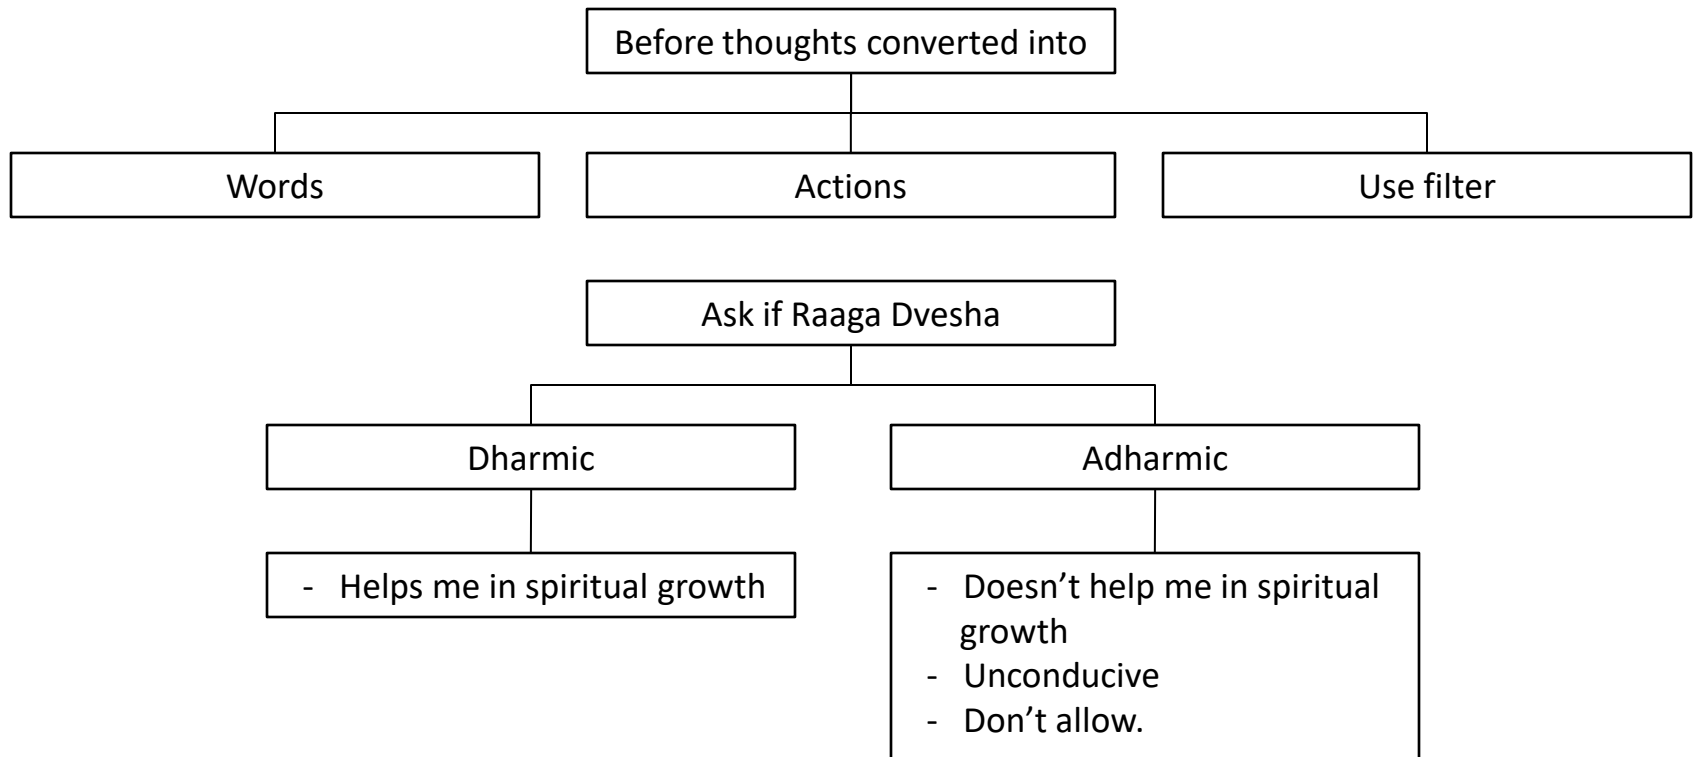 Before thoughts converted into
Words
Actions
Use filter
Ask if Raaga Dvesha
Dharmic
Adharmic
- Helps me in spiritual growth
- Doesn’t help me in spiritual
growth
- Unconducive
- Don’t allow.